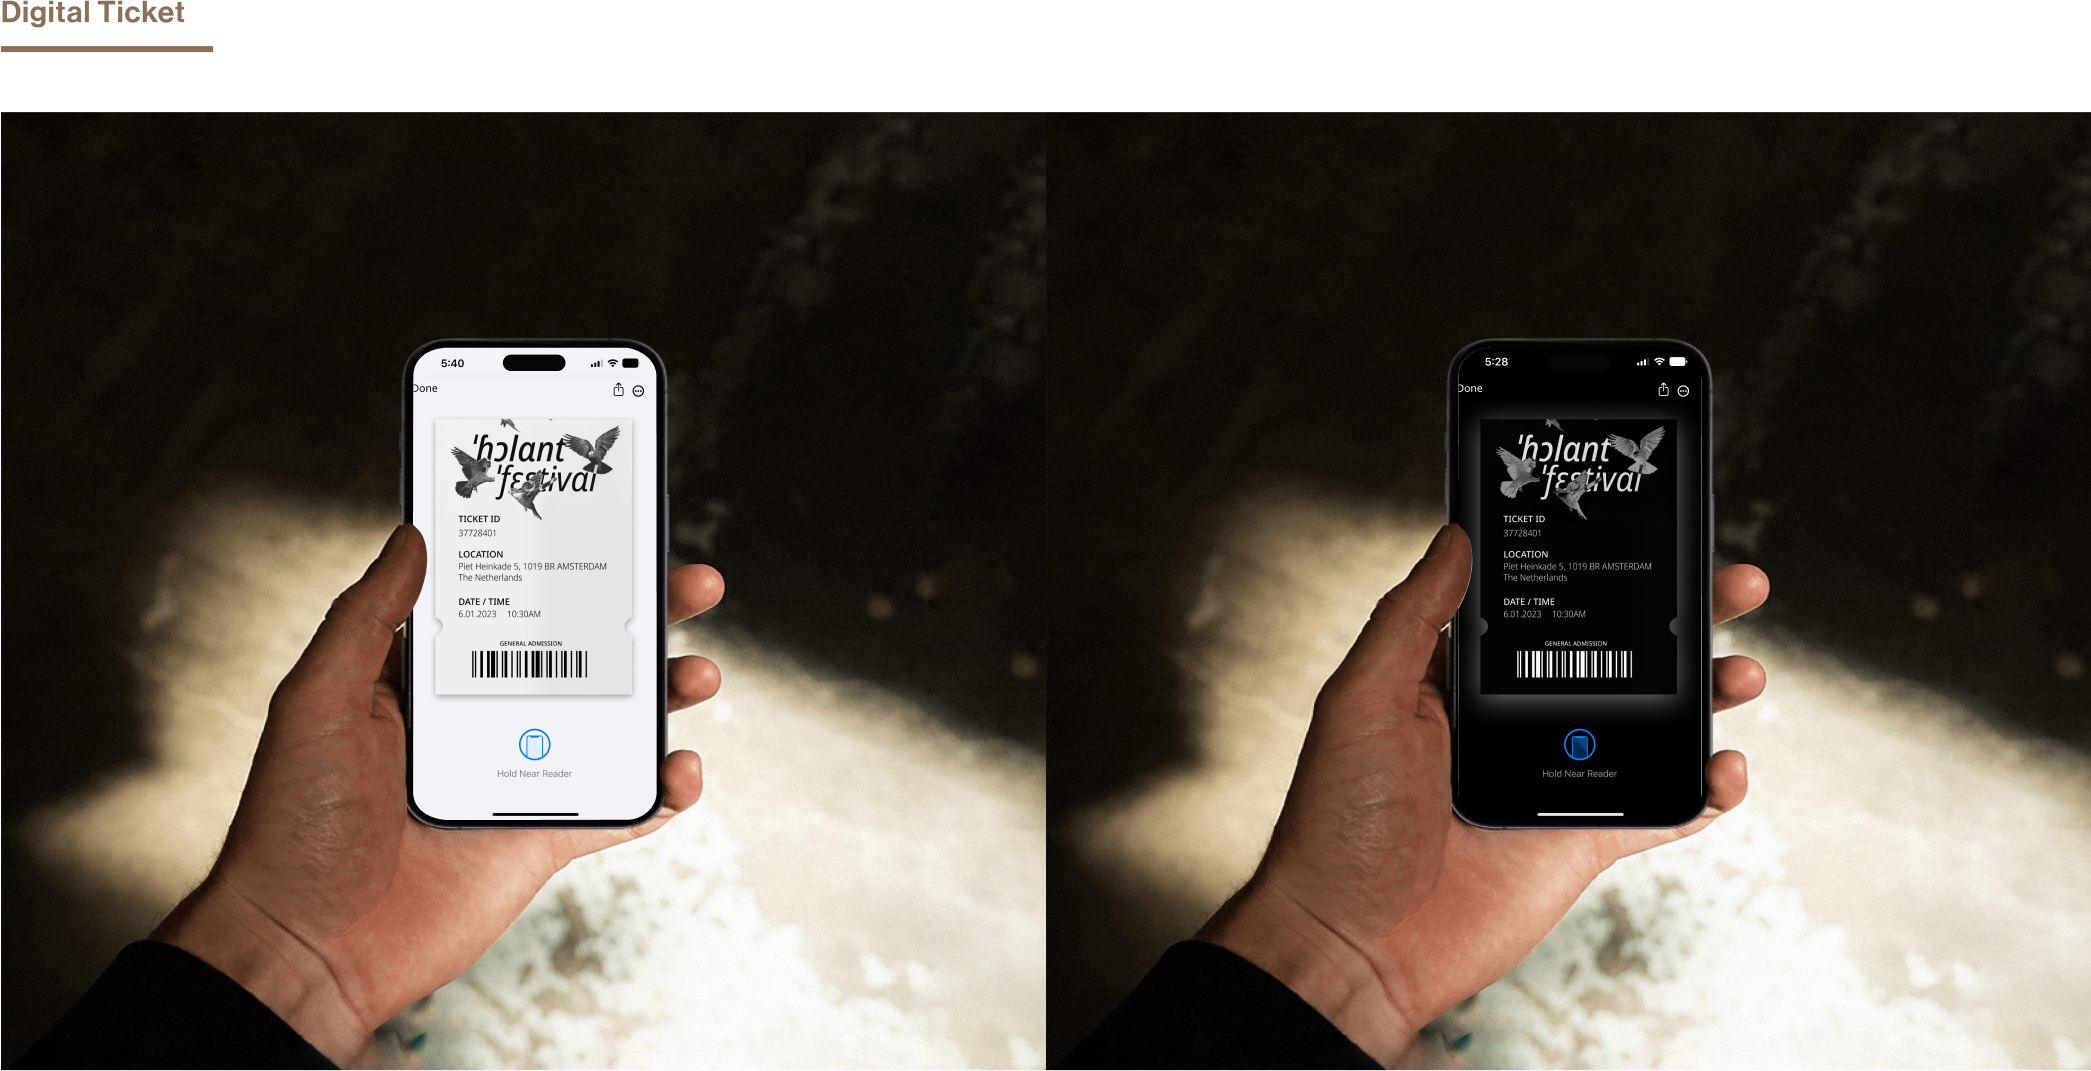 Digital Ticket
5:40
Done
'hɔlant
'fɛstival
TICKET ID
37728401
LOCATION
Piet Heinkade 5, 1019 BR AMSTERDAM
The Netherlands
DATE / TIME
6.01.2023 10:30AM
GENERAL ADMISSION
Hold Near Reader
5:28
Done
'hɔlant
'fɛstival
TICKET ID
37728401
LOCATION
Piet Heinkade 5, 1019 BR AMSTERDAM
The Netherlands
DATE / TIME
6.01.2023 10:30AM
GENERAL ADMISSION
Hold Near Reader